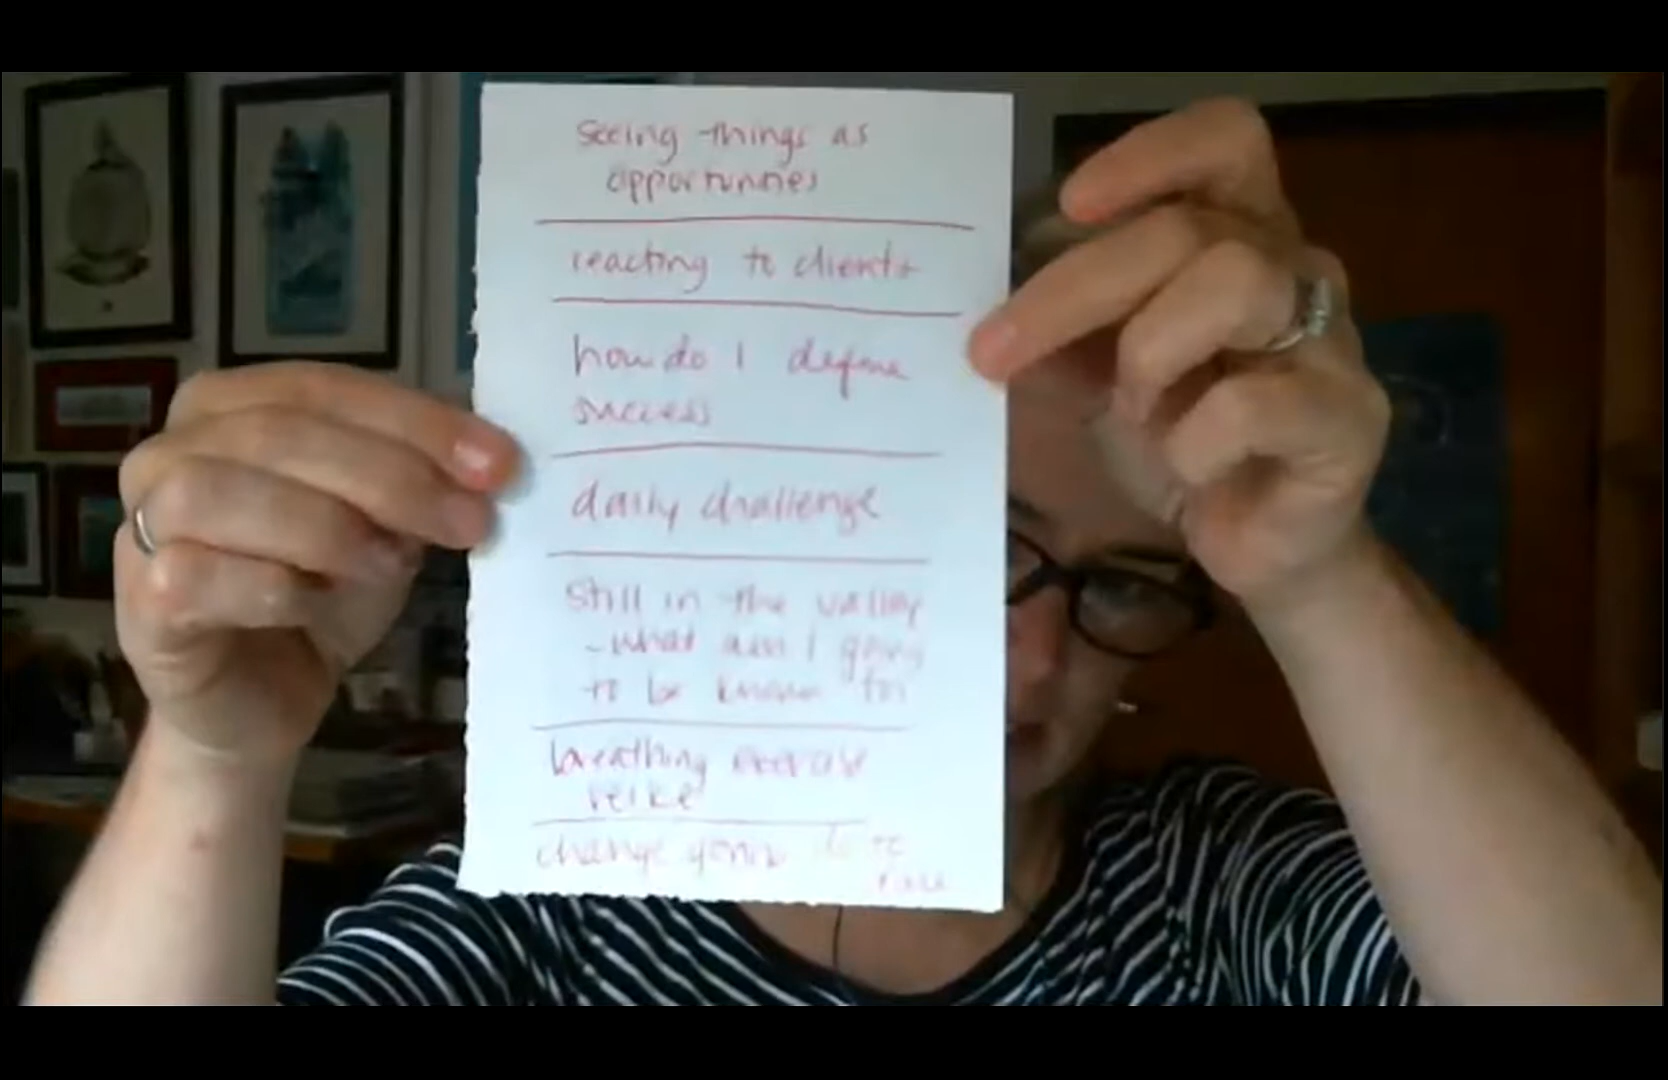 seeing things as
opportunities
reacting to clients
how do I define
success
daily challenge
still in the valley
- what am I going
to be known for
breathing exercise
change